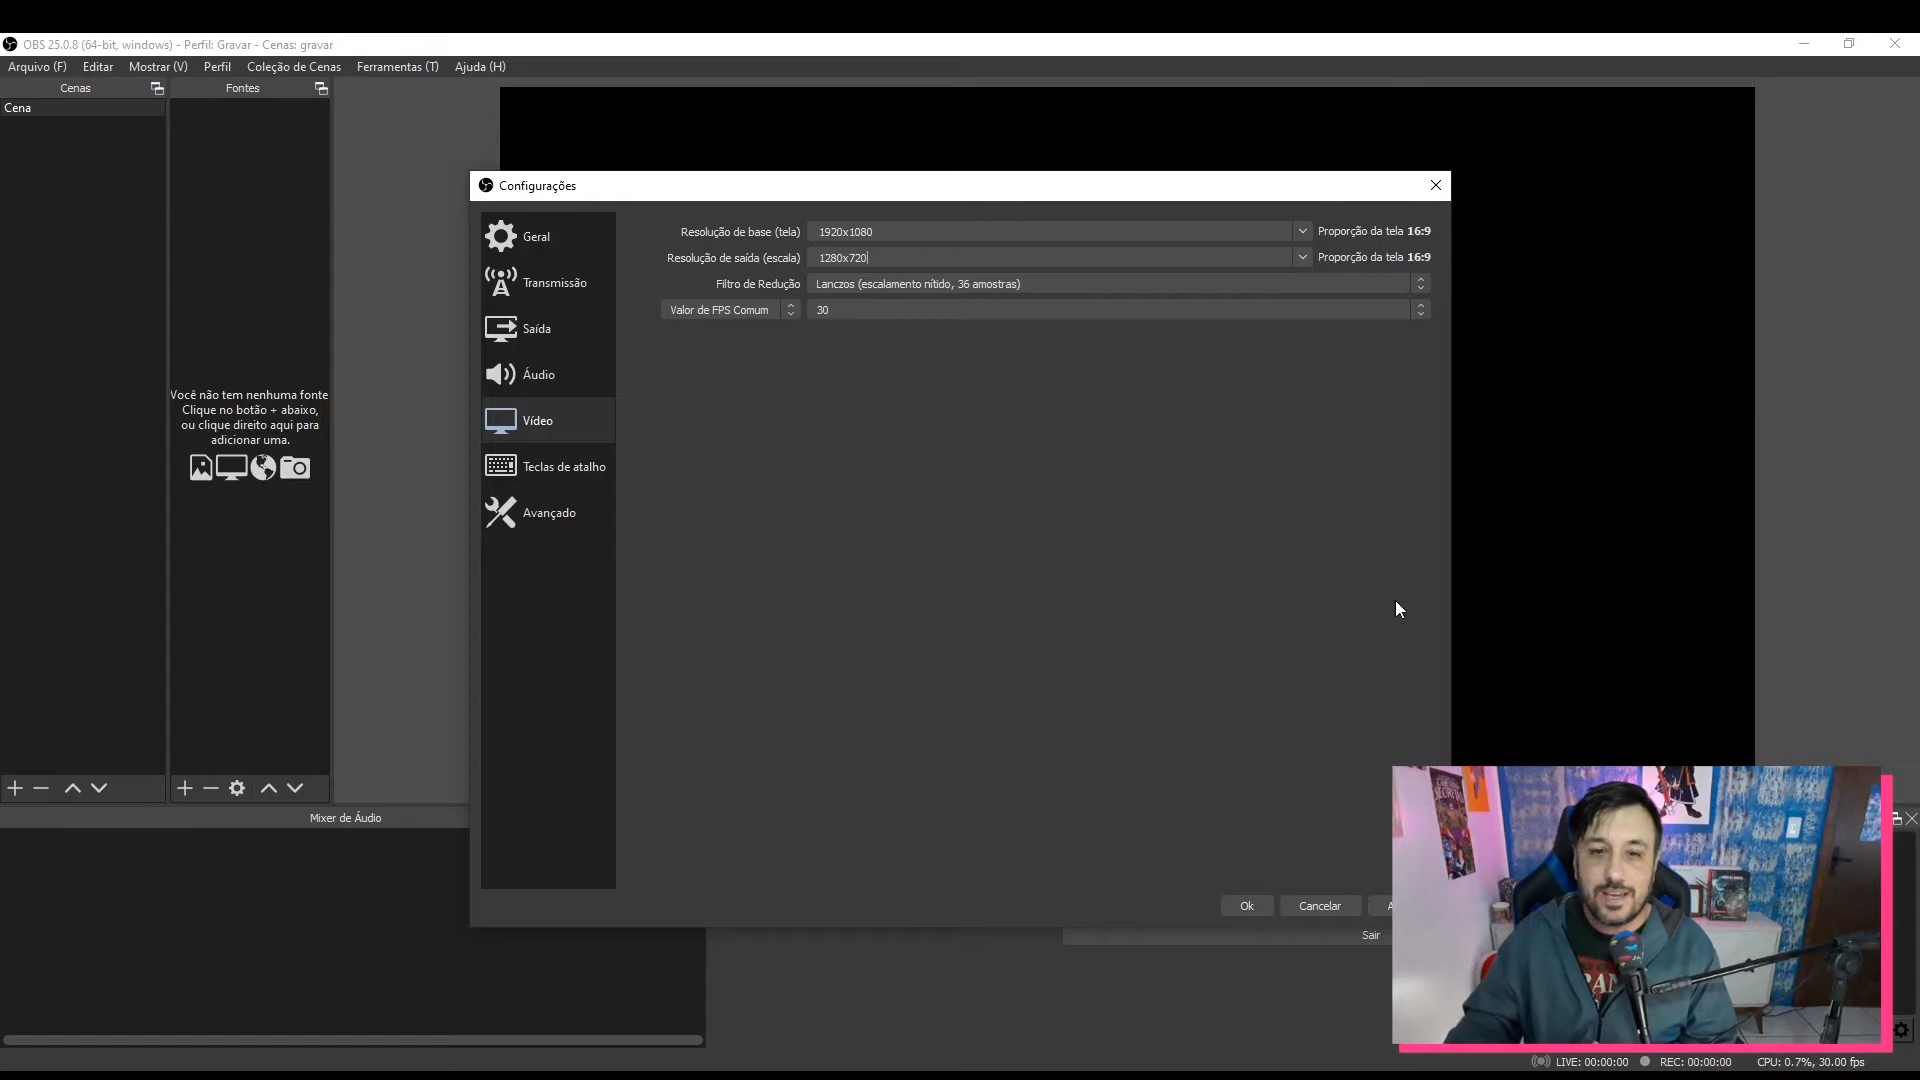 OBS 25.0.8 (64-bit, windows) - Perfil: Gravar - Cenas: gravar
Arquivo (F) Editar Mostrar (V) Perfil Coleção de Cenas Ferramentas (T) Ajuda (H)
Cenas
Fontes
Cena
Você não tem nenhuma fonte
Clique no botão + abaixo,
ou clique direito aqui para
adicionar uma.
Configurações
Geral
Transmissão
Saída
Áudio
Vídeo
Teclas de atalho
Avançado
Resolução de base (tela) 1920x1080 Proporção da tela 16:9
Resolução de saída (escala) 1280x720 Proporção da tela 16:9
Filtro de Redução Lanczos (escalamento nítido, 36 amostras)
Valor de FPS Comum 30
Ok Cancelar A
Mixer de Áudio
Sair
LIVE: 00:00:00 REC: 00:00:00 CPU: 0.7%, 30.00 fps